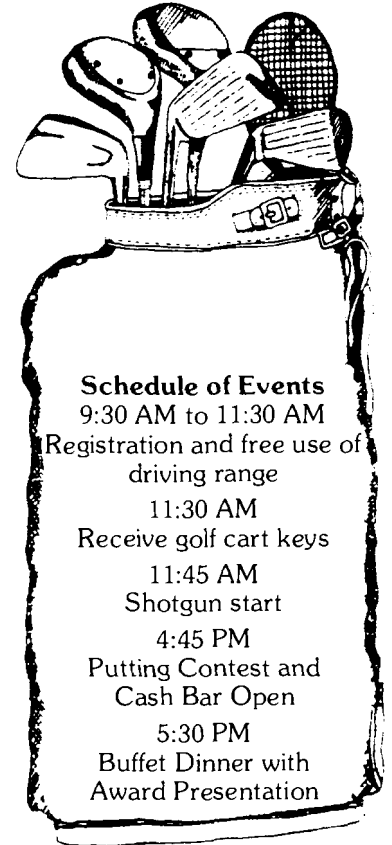 Schedule of Events
9:30 AM to 11:30 AM
Registration and free use of
driving range
11:30 AM
Receive golf cart keys
11:45 AM
Shotgun start
4:45 PM
Putting Contest and
Cash Bar Open
5:30 PM
Buffet Dinner with
Award Presentation